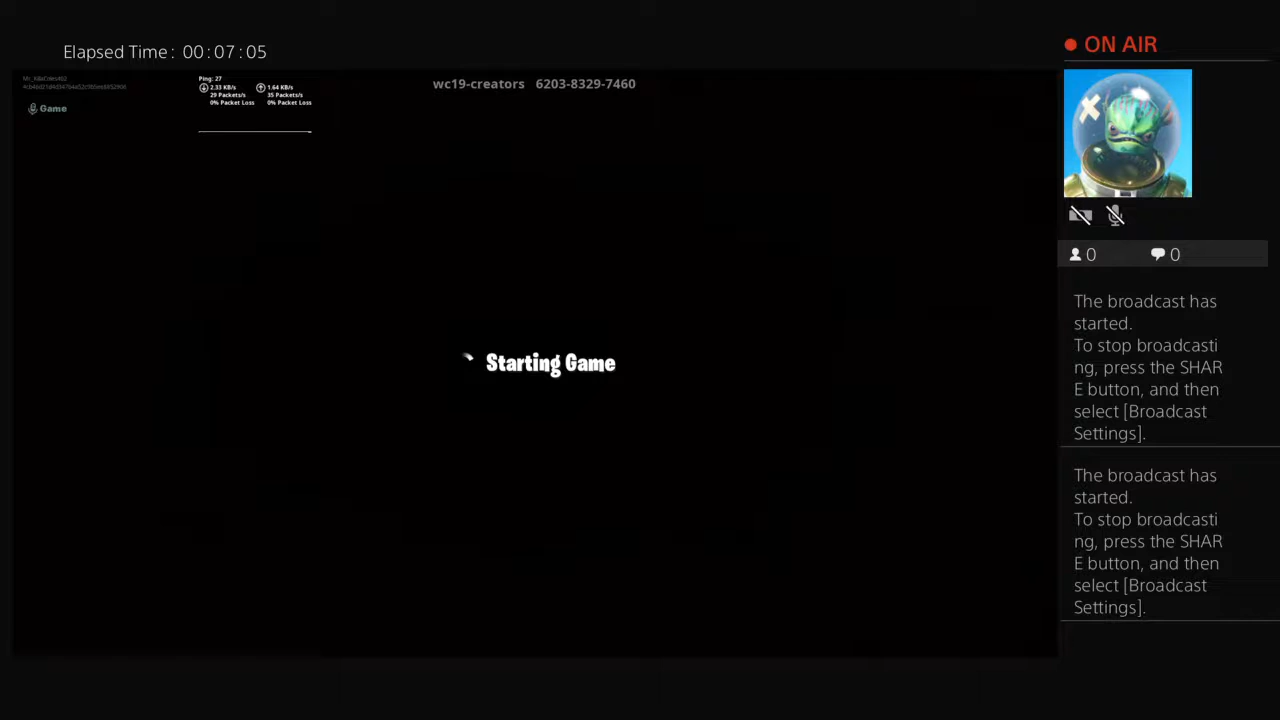 Elapsed Time: 00:07:05
ON AIR
Ping: 27
2.33 KB/s 1.64 KB/s
29 Packets/s 35 Packets/s
0% Packet Loss 0% Packet Loss
wc19-creators 6203-8329-7460
Game
0 0
The broadcast has
started.
To stop broadcasti
ng, press the SHAR
E button, and then
select [Broadcast
Settings].
Starting Game
The broadcast has
started.
To stop broadcasti
ng, press the SHAR
E button, and then
select [Broadcast
Settings].